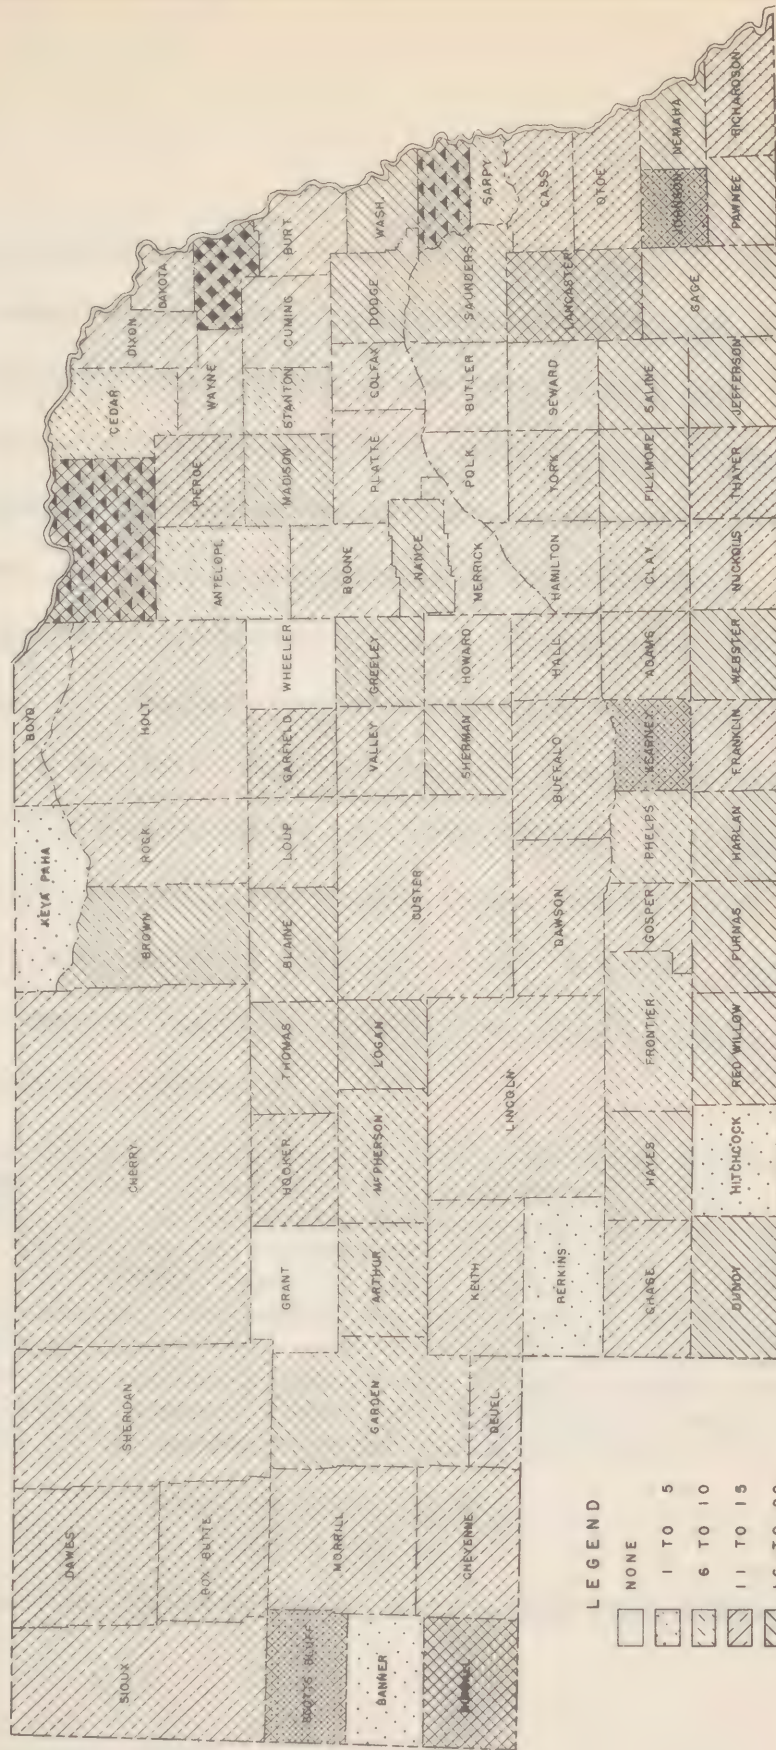 SIOUX
DAWES
BOX BUTTE
SHERIDAN
CHERRY
KEYA PAHA
BROWN
ROCK
BOYD
HOLT
CEDAR
DIXON
DAKOTA
ANTELOPE
PIERCE
WAYNE
SCOTTS BLUFF
BANNER
MORRILL
CHEYENNE
GARDEN
DEUEL
GRANT
HOOKER
THOMAS
BLAINE
LOUP
GARFIELD
WHEELER
BOONE
MADISON
STANTON
CUMING
BURT
ARTHUR
McPHERSON
LOGAN
CUSTER
VALLEY
GREELEY
NANCE
PLATTE
COLFAX
DODGE
WASH.
KEITH
LINCOLN
SHERMAN
HOWARD
MERRICK
POLK
BUTLER
SAUNDERS
SARPY
PERKINS
DAWSON
BUFFALO
HALL
HAMILTON
YORK
SEWARD
LANCASTER
CASS
OTOE
CHASE
HAYES
FRONTIER
GOSPER
PHELPS
KEARNEY
ADAMS
CLAY
FILLMORE
SALINE
GAGE
JOHNSON
NEMAHA
DUNDY
HITCHCOCK
RED WILLOW
FURNAS
HARLAN
FRANKLIN
WEBSTER
NUCKOLLS
THAYER
JEFFERSON
PAWNEE
RICHARDSON
LEGEND
NONE
1 TO 5
6 TO 10
11 TO 15